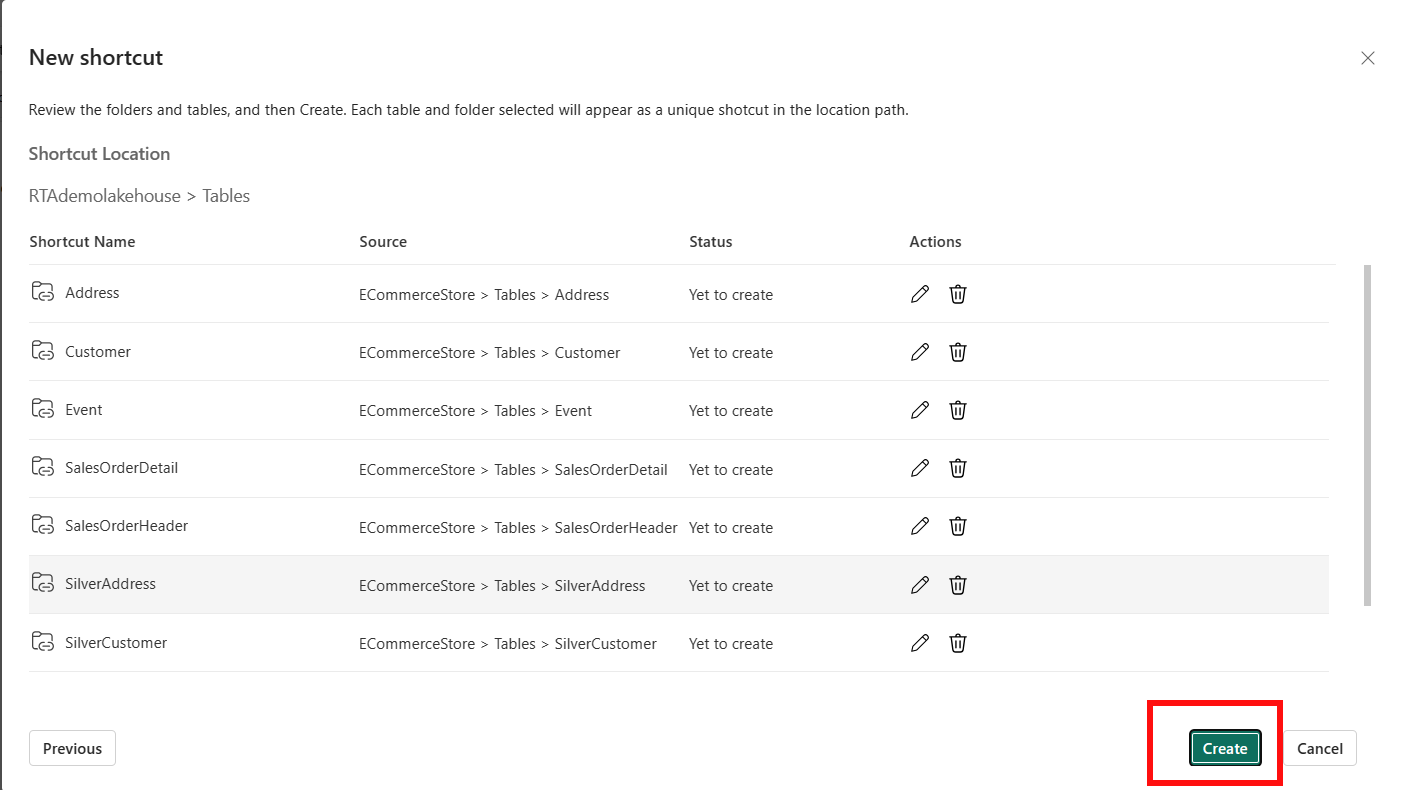 New shortcut
Review the folders and tables, and then Create. Each table and folder selected will appear as a unique shotcut in the location path.
Shortcut Location
RTAdemolakehouse > Tables
Shortcut Name Source Status Actions
Address ECommerceStore > Tables > Address Yet to create
Customer ECommerceStore > Tables > Customer Yet to create
Event ECommerceStore > Tables > Event Yet to create
SalesOrderDetail ECommerceStore > Tables > SalesOrderDetail Yet to create
SalesOrderHeader ECommerceStore > Tables > SalesOrderHeader Yet to create
SilverAddress ECommerceStore > Tables > SilverAddress Yet to create
SilverCustomer ECommerceStore > Tables > SilverCustomer Yet to create
Previous Create Cancel